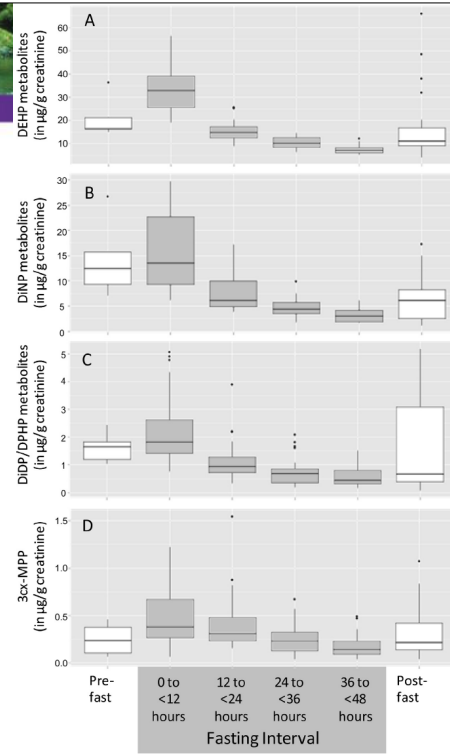 A
DEHP metabolites
(in µg/g creatinine)
60
50
40
30
20
10
B
DiNP metabolites
(in µg/g creatinine)
30
25
20
15
10
5
0
C
DiDP/DPHP metabolites
(in µg/g creatinine)
5
4
3
2
1
0
D
3cx-MPP
(in µg/g creatinine)
1.5
1.0
0.5
0.0
Pre-
fast
0 to
<12
hours
12 to
<24
hours
24 to
<36
hours
36 to
<48
hours
Post-
fast
Fasting Interval